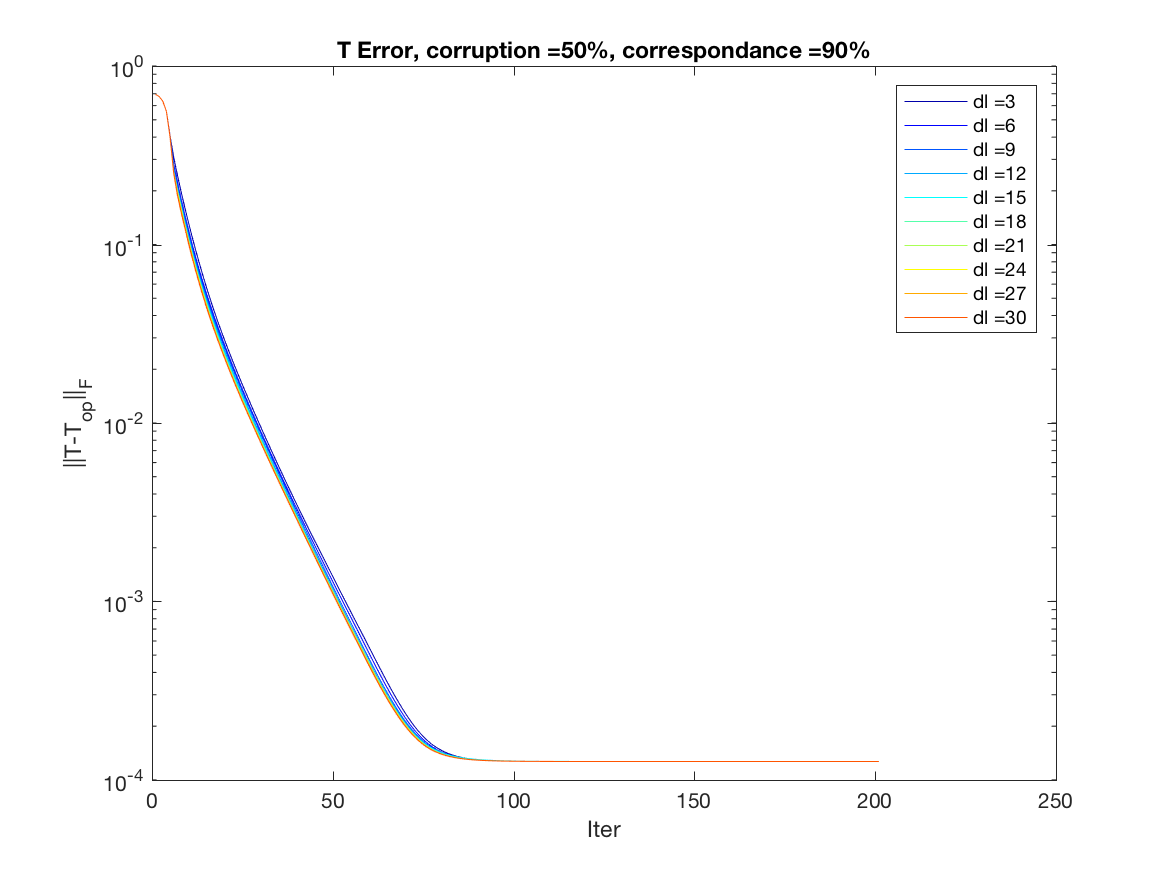 T Error, corruption =50%, correspondance =90%
10^0
10^-1
10^-2
10^-3
10^-4
||T-T_op||_F
0
50
100
150
200
250
Iter
dl =3
dl =6
dl =9
dl =12
dl =15
dl =18
dl =21
dl =24
dl =27
dl =30